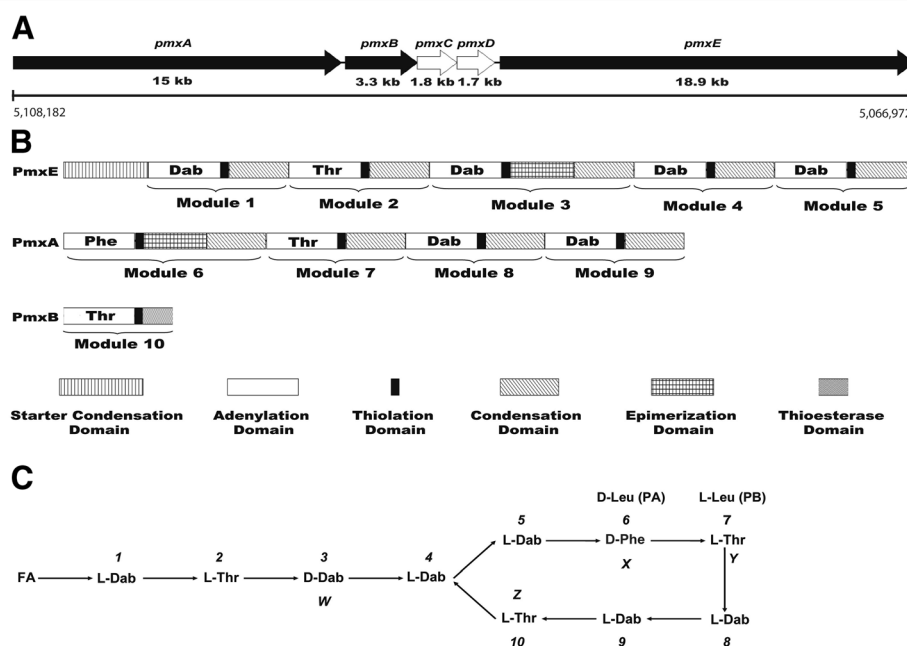 A
pmxA pmxB pmxC pmxD pmxE
15 kb 3.3 kb 1.8 kb 1.7 kb 18.9 kb
5,108,182 5,066,972
B
PmxE Dab Thr Dab Dab Dab
Module 1 Module 2 Module 3 Module 4 Module 5
PmxA Phe Thr Dab Dab
Module 6 Module 7 Module 8 Module 9
PmxB Thr
Module 10
Starter Condensation Domain
Adenylation Domain
Thiolation Domain
Condensation Domain
Epimerization Domain
Thioesterase Domain
C
D-Leu (PA) L-Leu (PB)
5 6 7
L-Dab D-Phe L-Thr
X Y
1 2 3 4
FA L-Dab L-Thr D-Dab L-Dab
W
Z
L-Thr L-Dab L-Dab
10 9 8